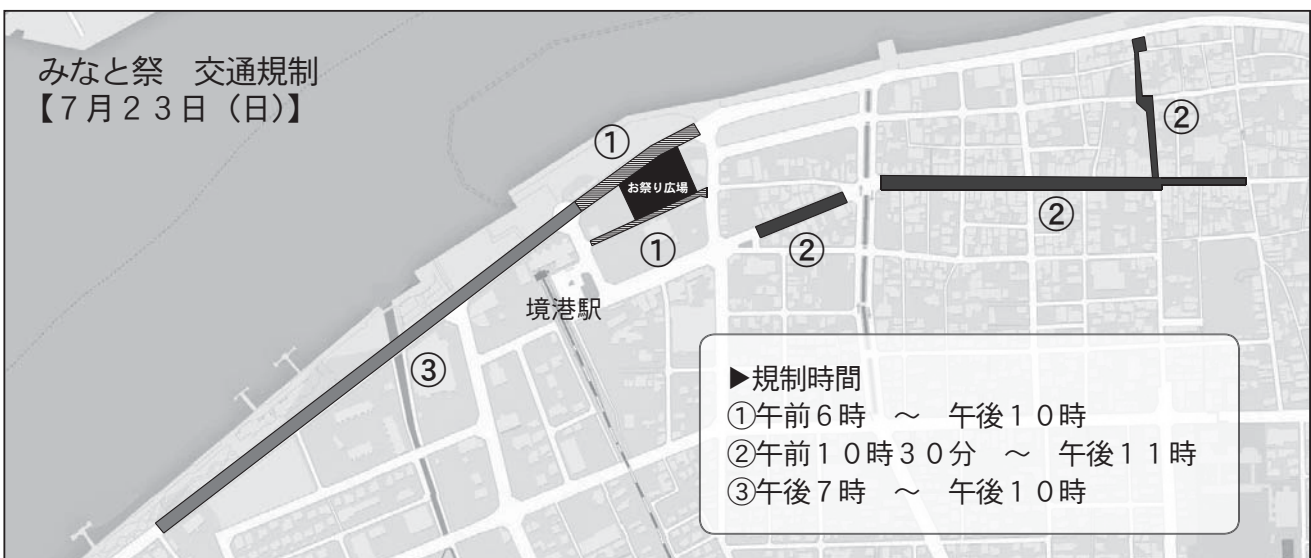 みなと祭　交通規制
【７月２３日（日）】
①
お祭り広場
①
②
②
②
境港駅
③
▶規制時間
①午前６時　～　午後１０時
②午前１０時３０分　～　午後１１時
③午後７時　～　午後１０時